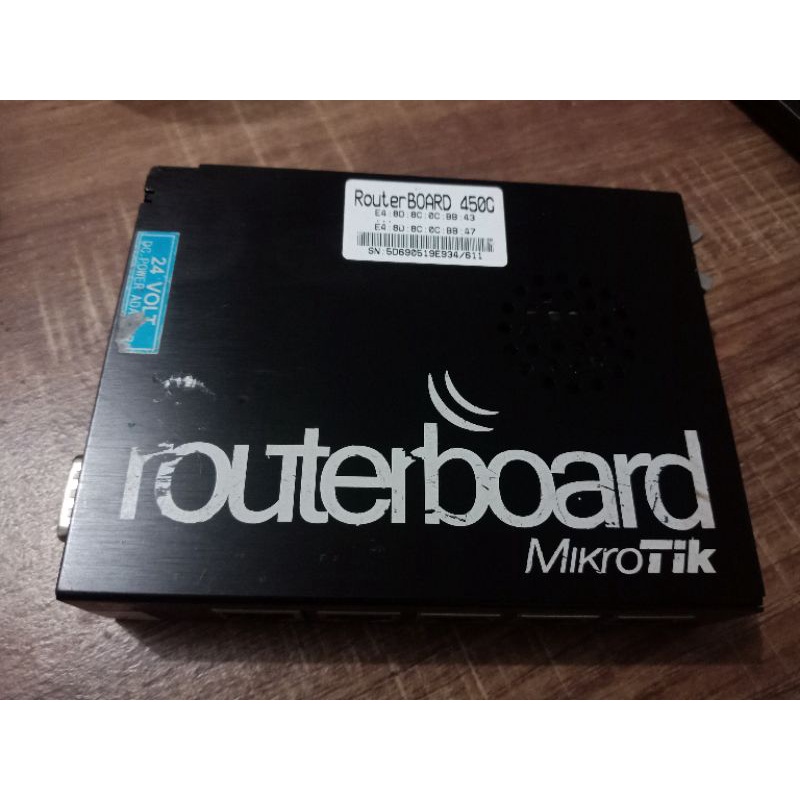 RouterBOARD 450G
E4:8D:8C:0C:BB:43
...
E4:8D:8C:0C:BB:47
SN:5D690519E934/611
24 VOLT
DC POWER
routerboard
MikroTik